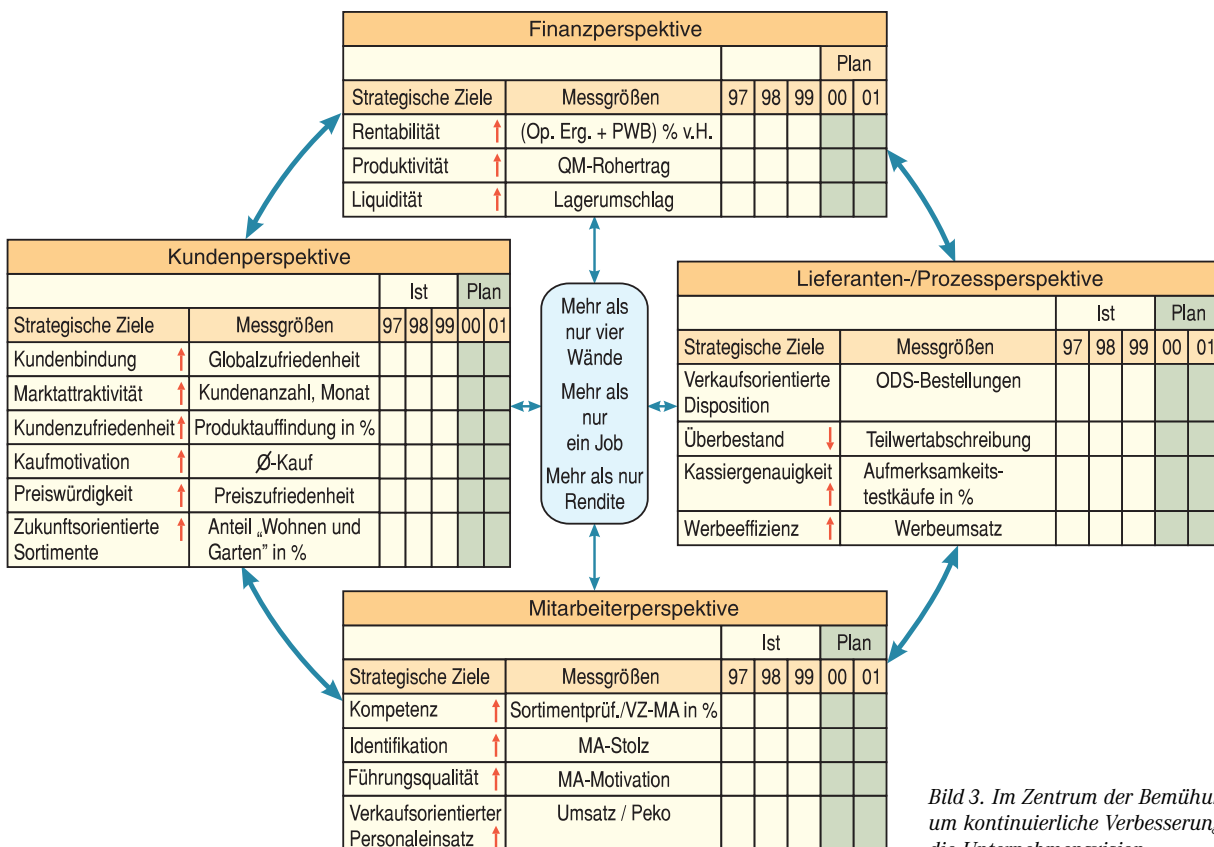 Finanzperspektive
Plan
Strategische Ziele Messgrößen 97 98 99 00 01
Rentabilität ↑ (Op. Erg. + PWB) % v.H.
Produktivität ↑ QM-Rohertrag
Liquidität ↑ Lagerumschlag
Kundenperspektive
Ist Plan
Strategische Ziele Messgrößen 97 98 99 00 01
Kundenbindung ↑ Globalzufriedenheit
Marktattraktivität ↑ Kundenanzahl, Monat
Kundenzufriedenheit ↑ Produktauffindung in %
Kaufmotivation ↑ Ø-Kauf
Preiswürdigkeit ↑ Preiszufriedenheit
Zukunftsorientierte ↑ Anteil „Wohnen und
Sortimente Garten” in %
Mehr als
nur vier
Wände
Mehr als
nur
ein Job
Mehr als nur
Rendite
Lieferanten-/Prozessperspektive
Ist Plan
Strategische Ziele Messgrößen 97 98 99 00 01
Verkaufsorientierte ODS-Bestellungen
Disposition
Überbestand ↓ Teilwertabschreibung
Kassiergenauigkeit Aufmerksamkeits-
↑ testkäufe in %
Werbeeffizienz ↑ Werbeumsatz
Mitarbeiterperspektive
Ist Plan
Strategische Ziele Messgrößen 97 98 99 00 01
Kompetenz ↑ Sortimentprüf./VZ-MA in %
Identifikation ↑ MA-Stolz
Führungsqualität ↑ MA-Motivation
Verkaufsorientierter Umsatz / Peko
Personaleinsatz ↑
Bild 3. Im Zentrum der
um kontinuierliche